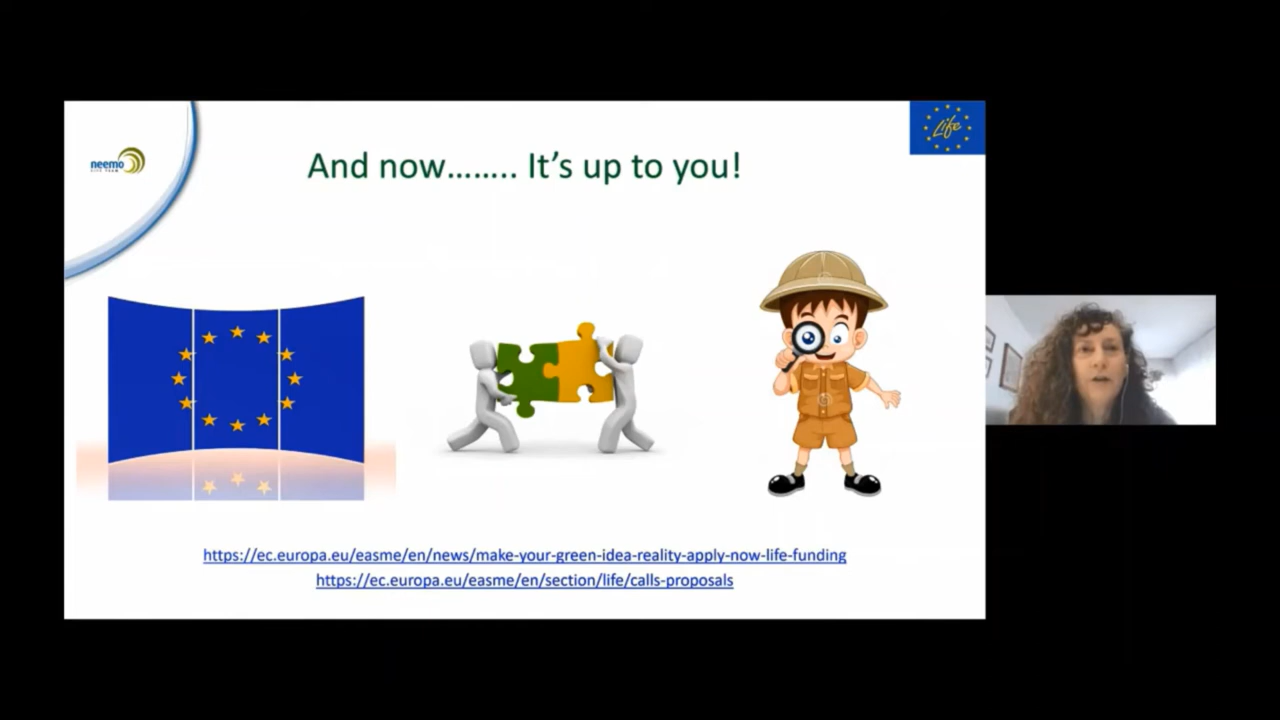 neemo
Life
And now…….. It’s up to you!
https://ec.europa.eu/easme/en/news/make-your-green-idea-reality-apply-now-life-funding
https://ec.europa.eu/easme/en/section/life/calls-proposals